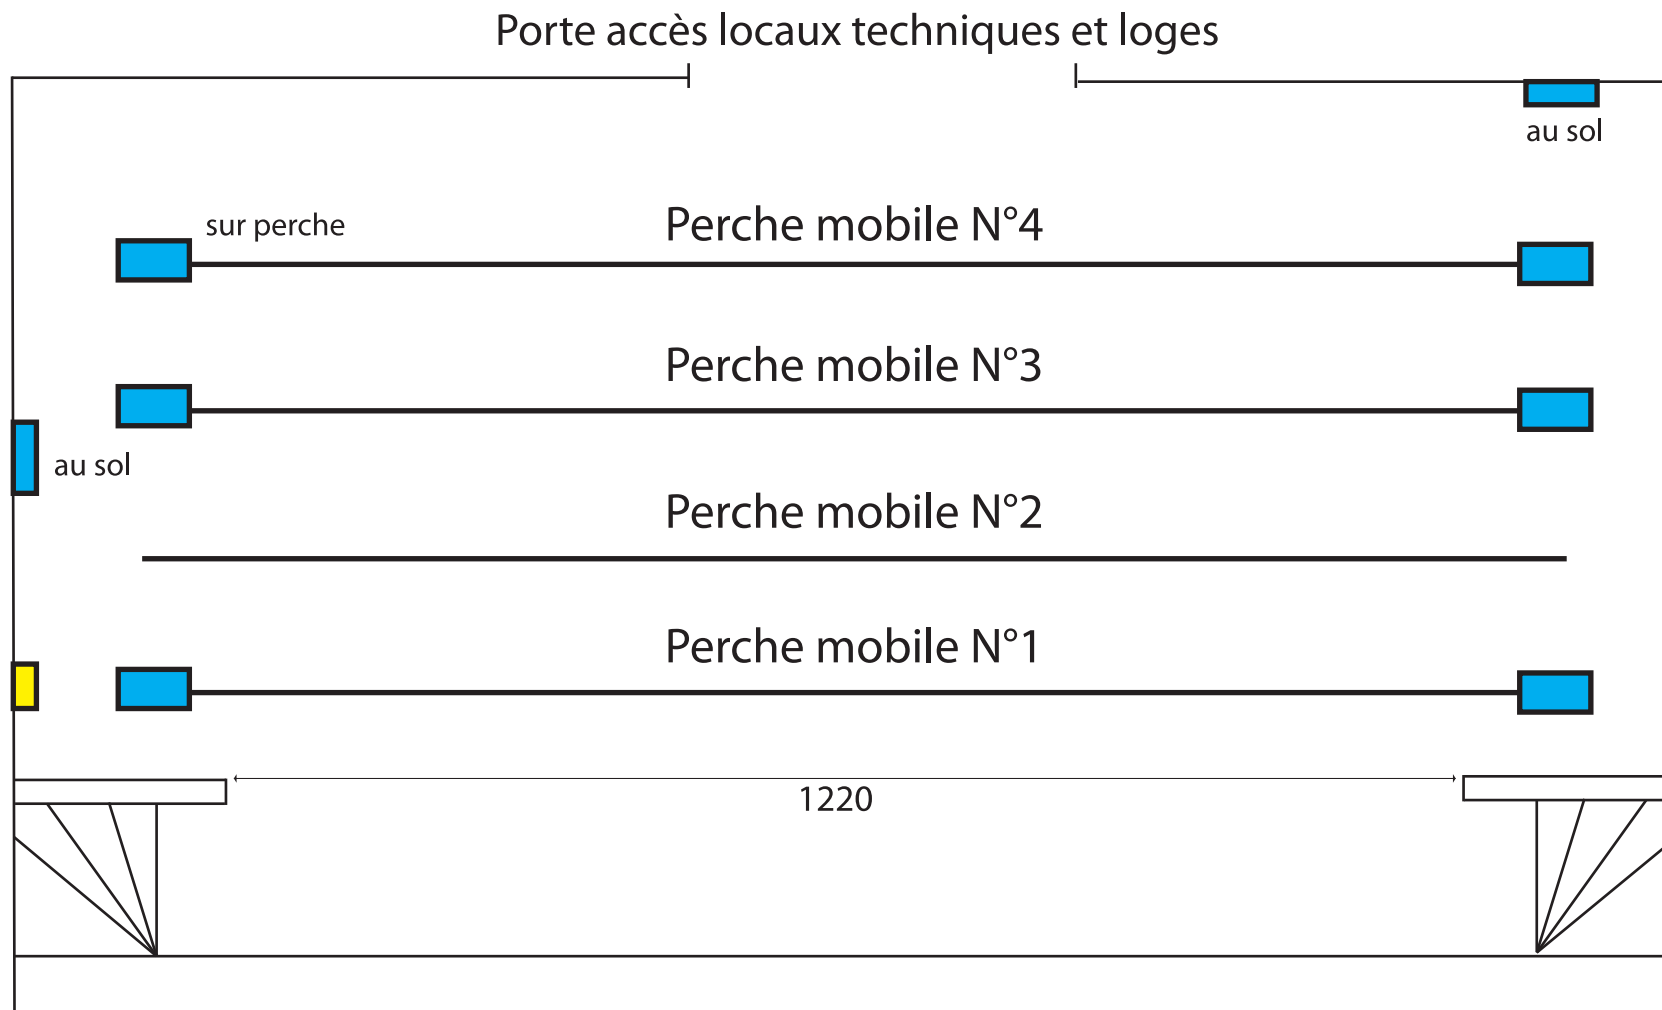 Porte accès locaux techniques et loges
au sol
sur perche
Perche mobile N°4
Perche mobile N°3
au sol
Perche mobile N°2
Perche mobile N°1
1220